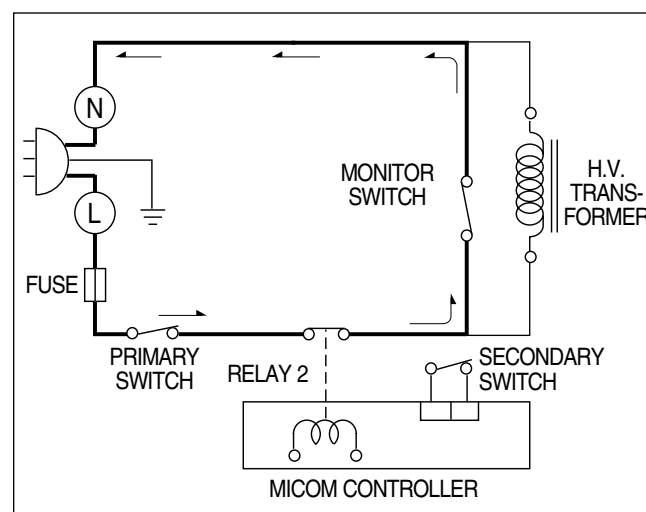 N
MONITOR
SWITCH
H.V.
TRANS-
FORMER
L
FUSE
PRIMARY
SWITCH
RELAY 2
SECONDARY
SWITCH
MICOM CONTROLLER